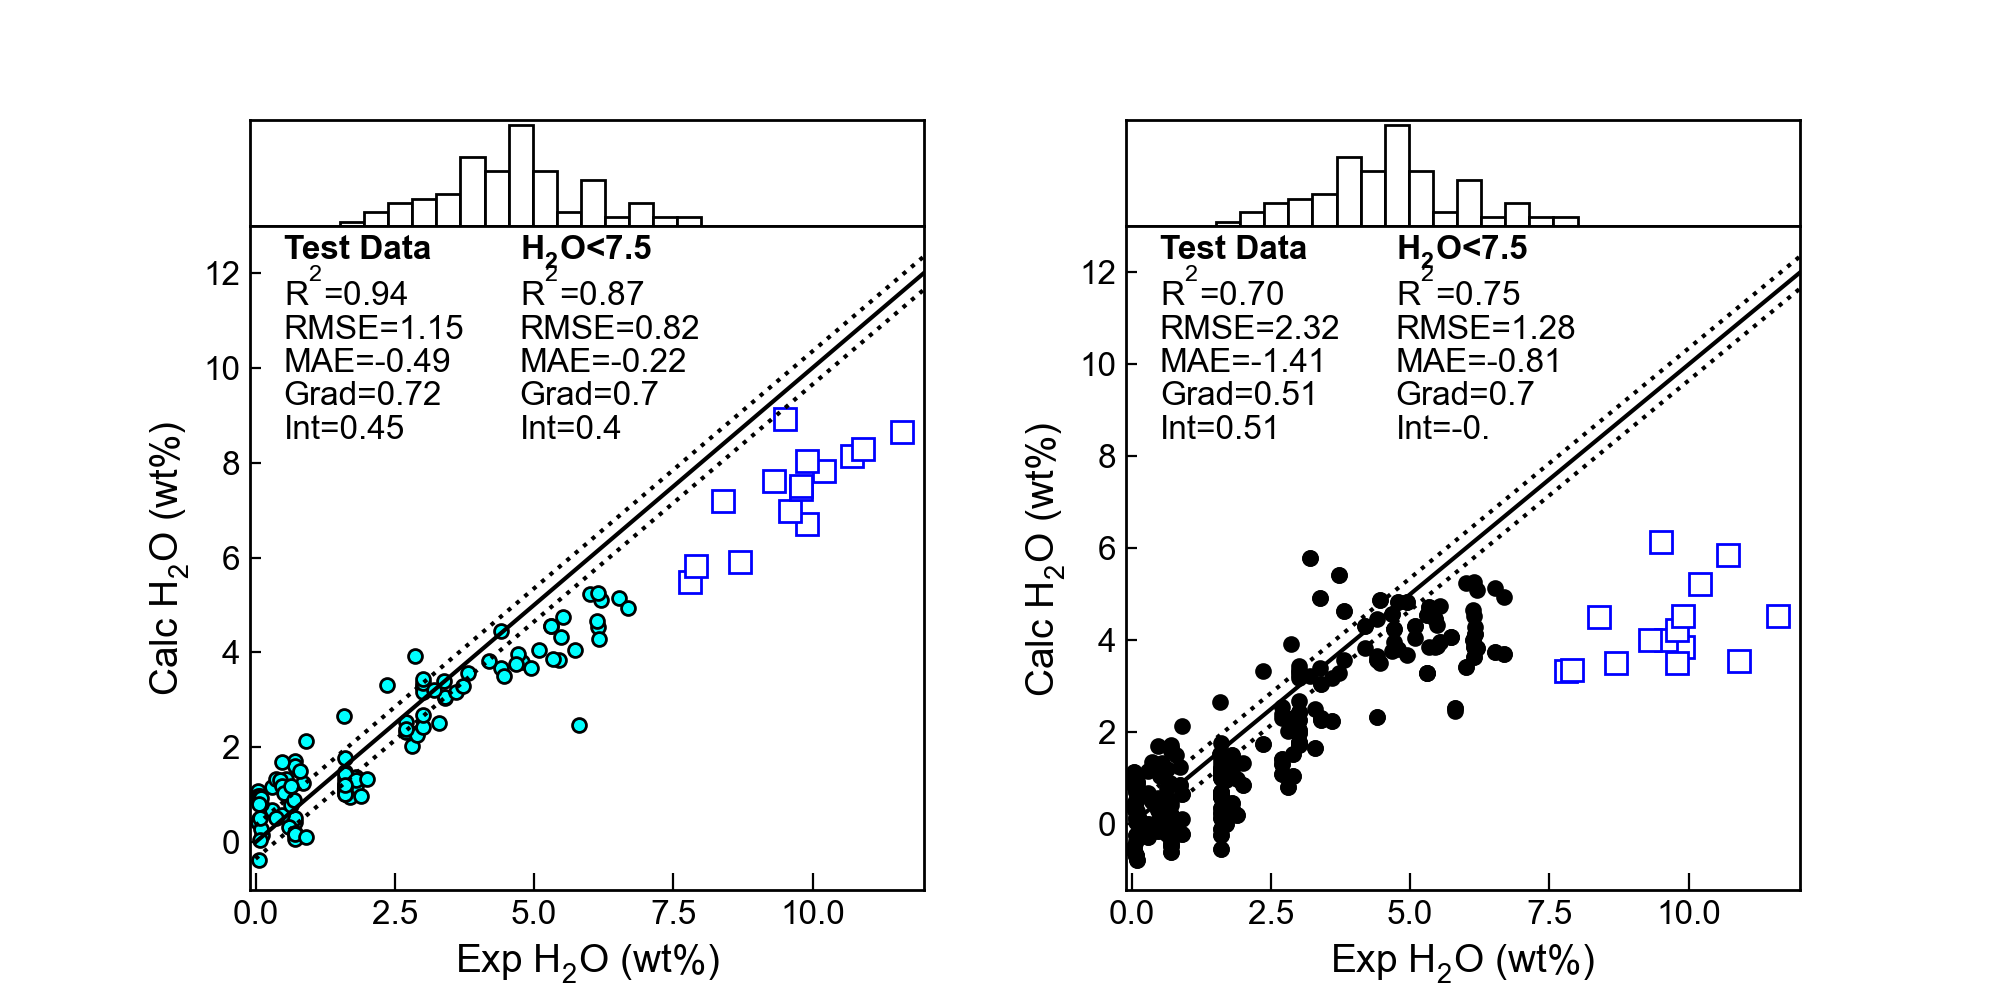 Test Data
R²=0.94
RMSE=1.15
MAE=-0.49
Grad=0.72
Int=0.45
H₂O<7.5
R²=0.87
RMSE=0.82
MAE=-0.22
Grad=0.7
Int=0.4
12
10
8
6
4
2
0
Calc H₂O (wt%)
0.0 2.5 5.0 7.5 10.0
Exp H₂O (wt%)
Test Data
R²=0.70
RMSE=2.32
MAE=-1.41
Grad=0.51
Int=0.51
H₂O<7.5
R²=0.75
RMSE=1.28
MAE=-0.81
Grad=0.7
Int=-0.
12
10
8
6
4
2
0
Calc H₂O (wt%)
0.0 2.5 5.0 7.5 10.0
Exp H₂O (wt%)